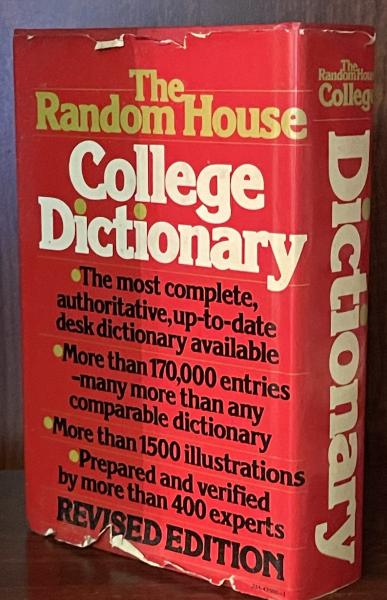 The
Random House
College
Dictionary
•The most complete,
authoritative, up-to-date
desk dictionary available
•More than 170,000 entries
-many more than any
comparable dictionary
•More than 1500 illustrations
•Prepared and verified
by more than 400 experts
REVISED EDITION
The
Random House
College
Dictionary